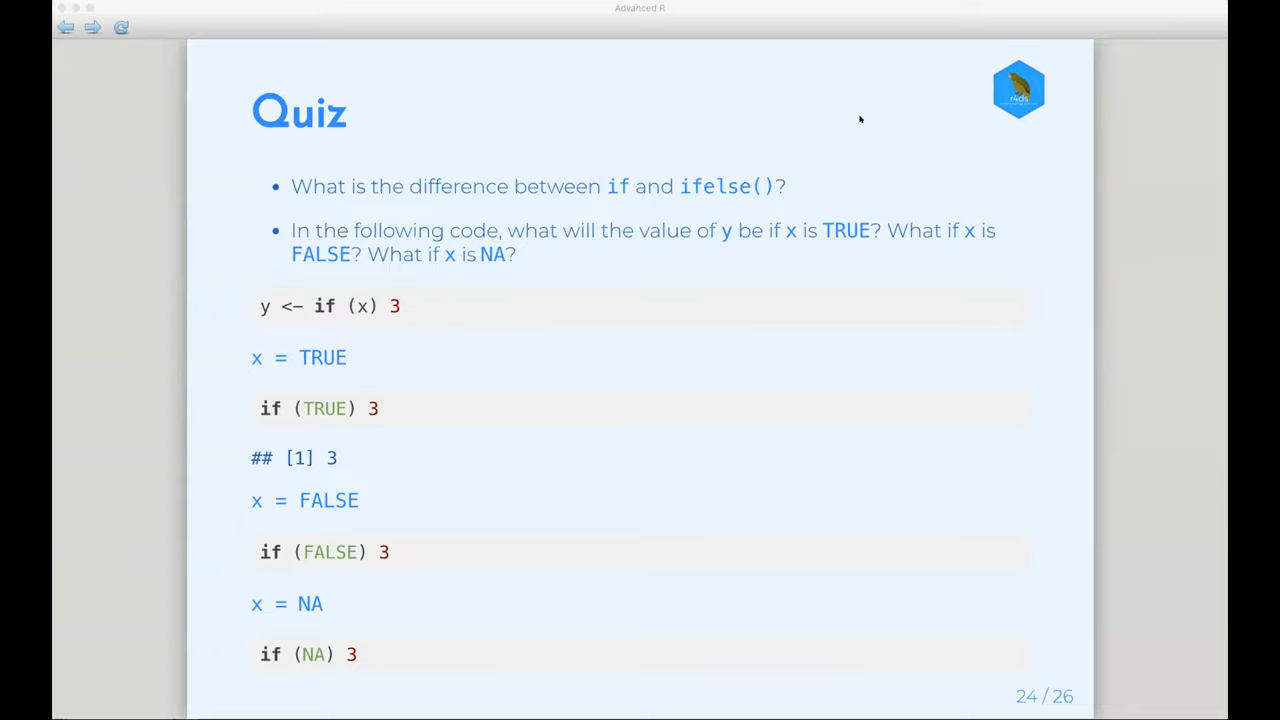 Advanced R
Quiz
r4ds
• What is the difference between if and ifelse()?
• In the following code, what will the value of y be if x is TRUE? What if x is
FALSE? What if x is NA?
y <- if (x) 3
x = TRUE
if (TRUE) 3
## [1] 3
x = FALSE
if (FALSE) 3
x = NA
if (NA) 3
24 / 26